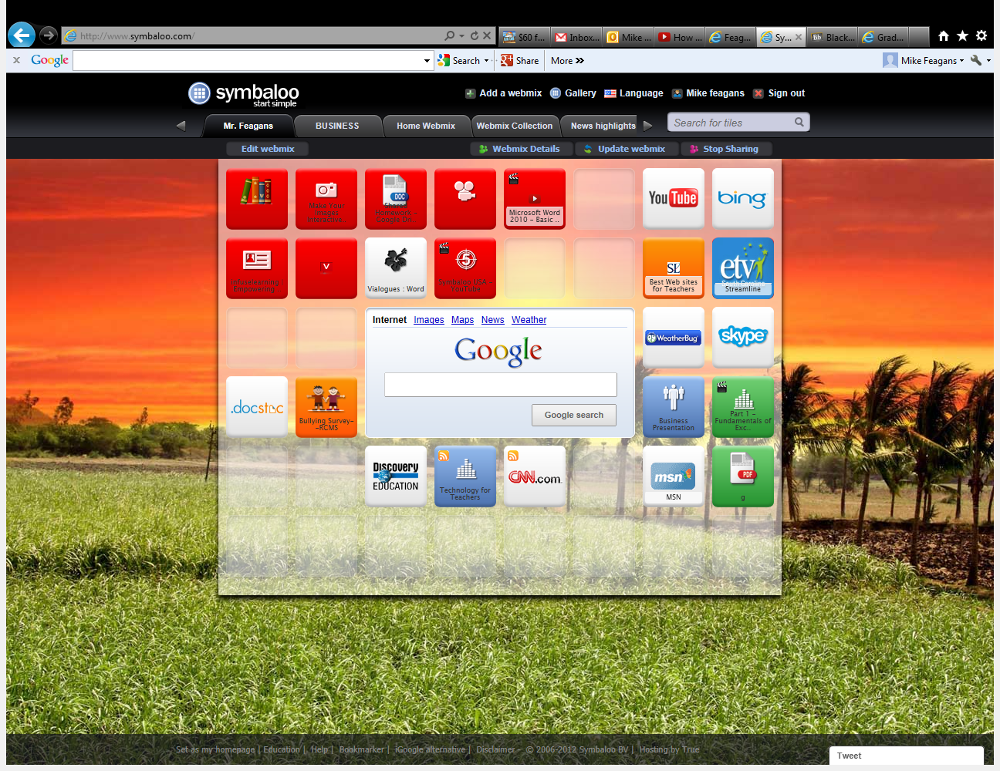 http://www.symbaloo.com/
$60 f...
Inbox...
Mike ...
How ...
Feag...
Sy...
Black...
Grad...
x Google
Search
Share
More »
Mike Feagans
symbaloo
start simple
Add a webmix
Gallery
Language
Mike feagans
Sign out
Mr. Feagans
BUSINESS
Home Webmix
Webmix Collection
News highlights
Search for tiles
Edit webmix
Webmix Details
Update webmix
Stop Sharing
Make Your
Images
Interactive...
DOC
Shared
Homework -
Google Dri...
Microsoft Word
2010 - Basic ..
YouTube
bing
Infuselearning |
Empowering
V
Vialogues : Word
5
Symbaloo USA -
YouTube
SL
Best Web sites
for Teachers
etv
South Carolina
Streamline
Internet Images Maps News Weather
Google
Google search
WeatherBug
skype
.docstoc
Bullying Survey-
-RCMS
Business
Presentation
Part 1 -
Fundamentals of
Exc..
Discovery
EDUCATION
Technology for
Teachers
CNN.com
msn
MSN
PDF
g
Set as my homepage | Education | Help | Bookmarker | iGoogle alternative | Disclaimer - © 2006-2012 Symbaloo BV | Hosting by True
Tweet